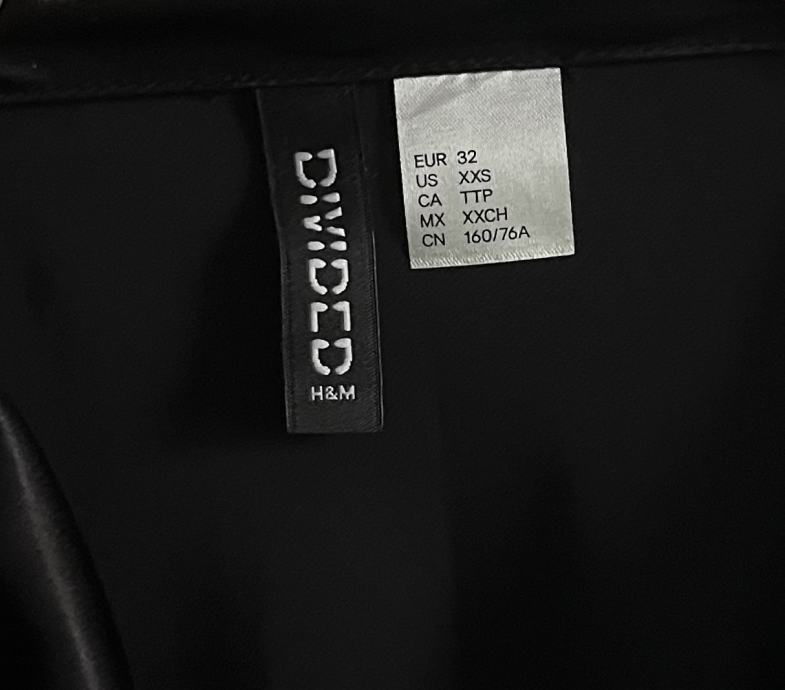 DIVIDED
H&M
EUR 32
US XXS
CA TTP
MX XXCH
CN 160/76A